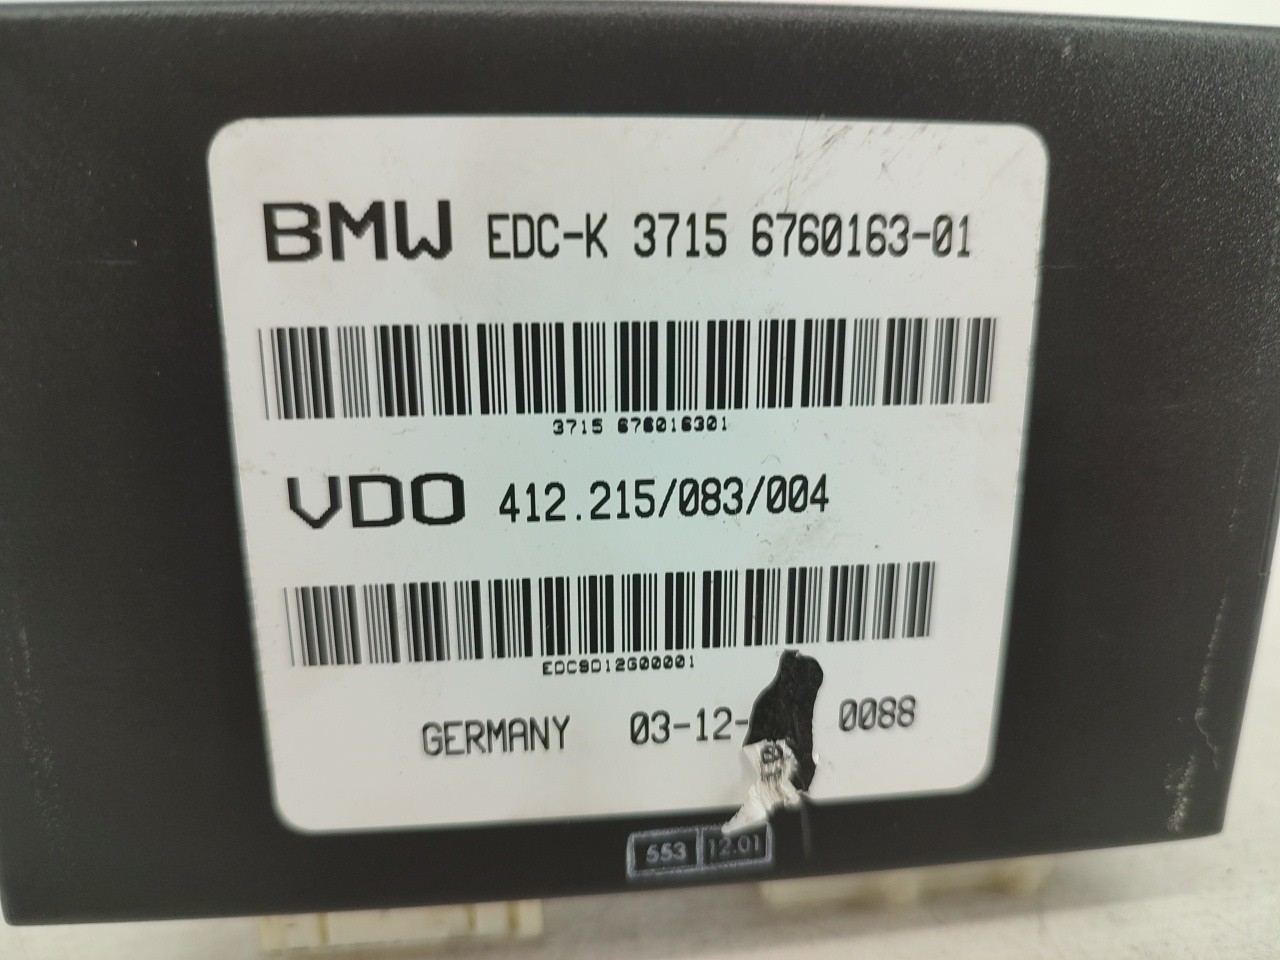 BMW EDC-K 3715 6760163-01
3715 676016301
VDO 412.215/083/004
EDC9D12G00001
GERMANY 03-12- 0088
553 12.01